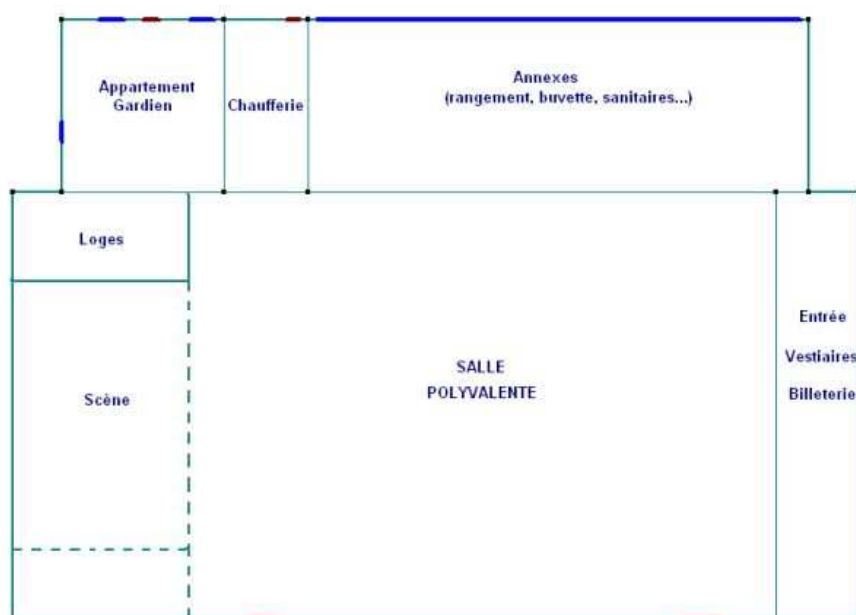 Appartement
Gardien
Chaufferie
Annexes
(rangement, buvette, sanitaires...)
Loges
Scène
SALLE
POLYVALENTE
Entrée
Vestiaires
Billeterie